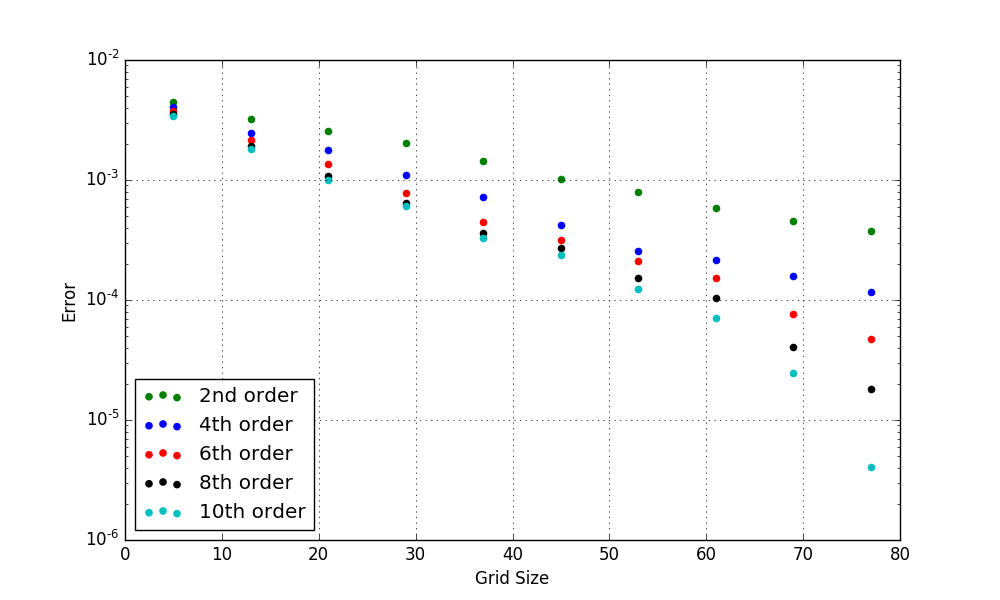 10^-2
10^-3
10^-4
10^-5
10^-6
Error
2nd order
4th order
6th order
8th order
10th order
0 10 20 30 40 50 60 70 80
Grid Size